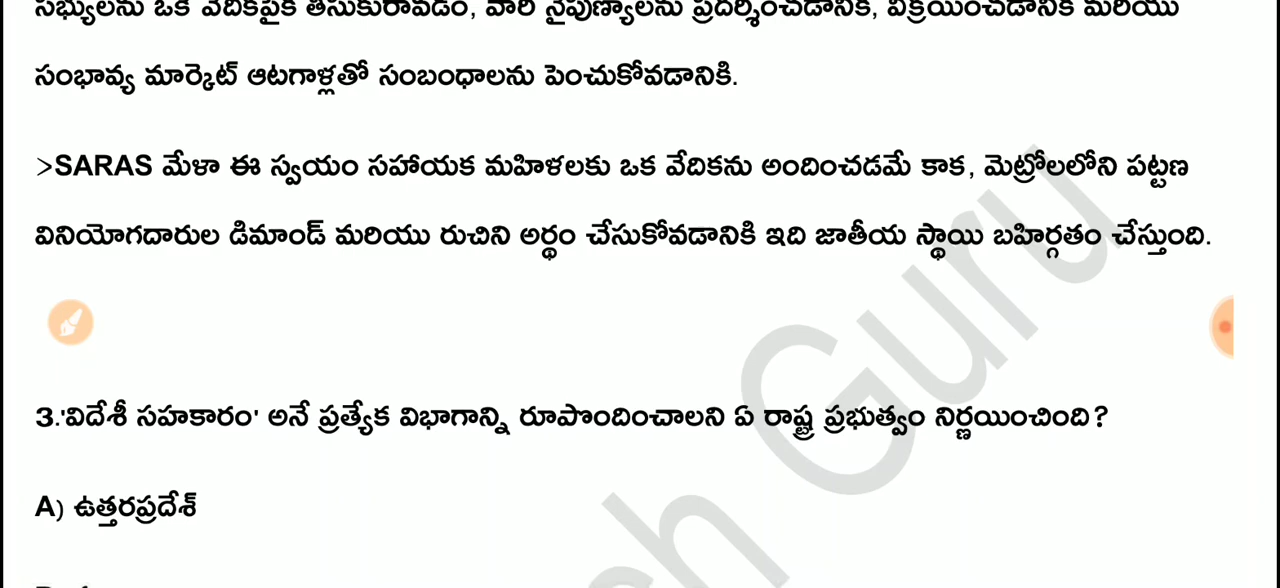 సభ్యులను ఒక వేదికపైకి తీసుకురావడం, వారి నైపుణ్యాలను ప్రదర్శించడానికి, విక్రయించడానికి మరియు
సంభావ్య మార్కెట్ ఆటగాళ్లతో సంబంధాలను పెంచుకోవడానికి.
>SARAS మేళా ఈ స్వయం సహాయక మహిళలకు ఒక వేదికను అందించడమే కాక, మెట్రోలలోని పట్టణ
వినియోగదారుల డిమాండ్ మరియు రుచిని అర్థం చేసుకోవడానికి ఇది జాతీయ స్థాయి బహిర్గతం చేస్తుంది.
3.'విదేశీ సహకారం' అనే ప్రత్యేక విభాగాన్ని రూపొందించాలని ఏ రాష్ట్ర ప్రభుత్వం నిర్ణయించింది?
A) ఉత్తరప్రదేశ్
sh Guru